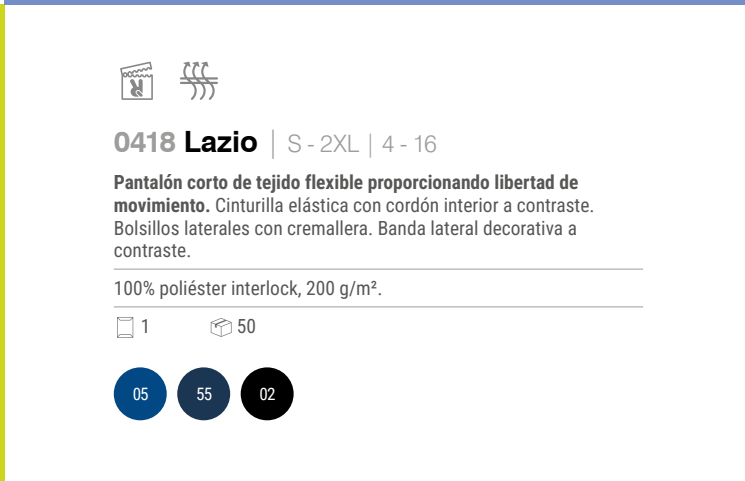 0418 Lazio | S - 2XL | 4 - 16
Pantalón corto de tejido flexible proporcionando libertad de
movimiento. Cinturilla elástica con cordón interior a contraste.
Bolsillos laterales con cremallera. Banda lateral decorativa a
contraste.
100% poliéster interlock, 200 g/m².
1 50
05 55 02